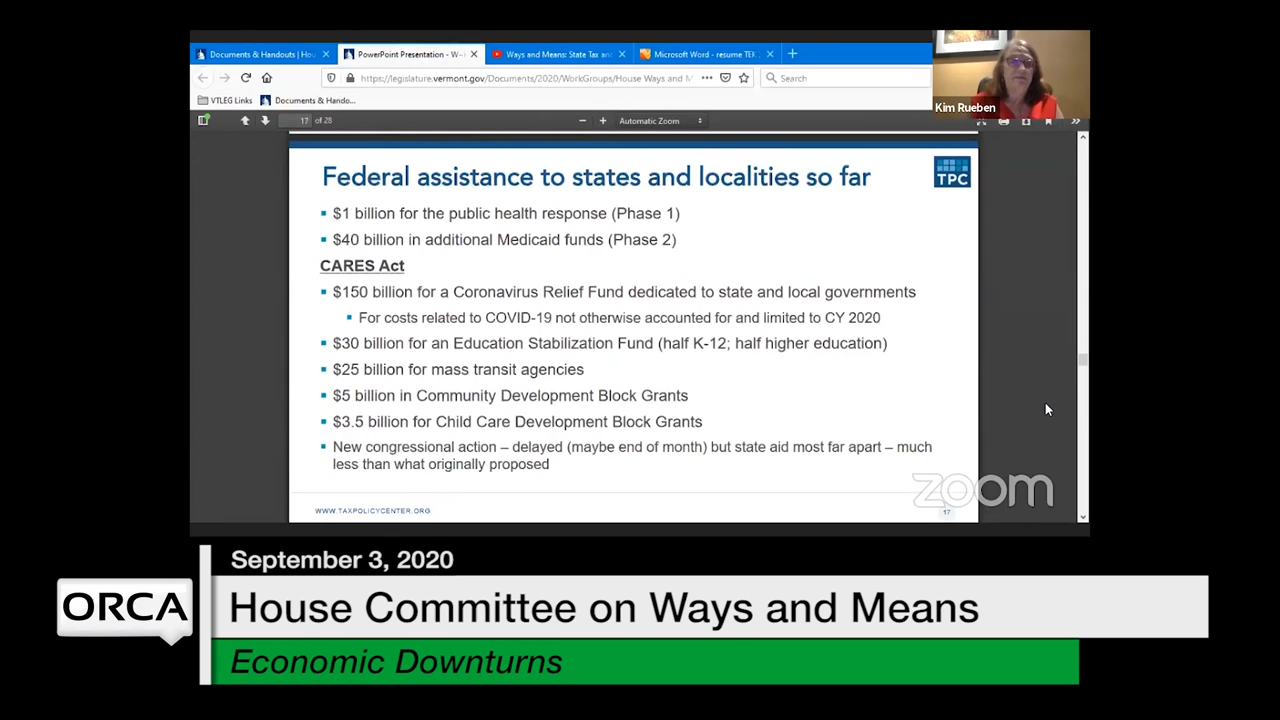 Documents & Handouts | Hou
PowerPoint Presentation - W-
Ways and Means: State Tax and
Microsoft Word - resume TER
https://legislature.vermont.gov/Documents/2020/WorkGroups/House Ways and M
Search
VTLEG Links
Documents & Hando...
Kim Rueben
17 of 28
Automatic Zoom
Federal assistance to states and localities so far
TPC
$1 billion for the public health response (Phase 1)
$40 billion in additional Medicaid funds (Phase 2)
CARES Act
$150 billion for a Coronavirus Relief Fund dedicated to state and local governments
For costs related to COVID-19 not otherwise accounted for and limited to CY 2020
$30 billion for an Education Stabilization Fund (half K-12; half higher education)
$25 billion for mass transit agencies
$5 billion in Community Development Block Grants
$3.5 billion for Child Care Development Block Grants
New congressional action – delayed (maybe end of month) but state aid most far apart – much
less than what originally proposed
zoom
WWW.TAXPOLICYCENTER.ORG
17
September 3, 2020
ORCA
House Committee on Ways and Means
Economic Downturns